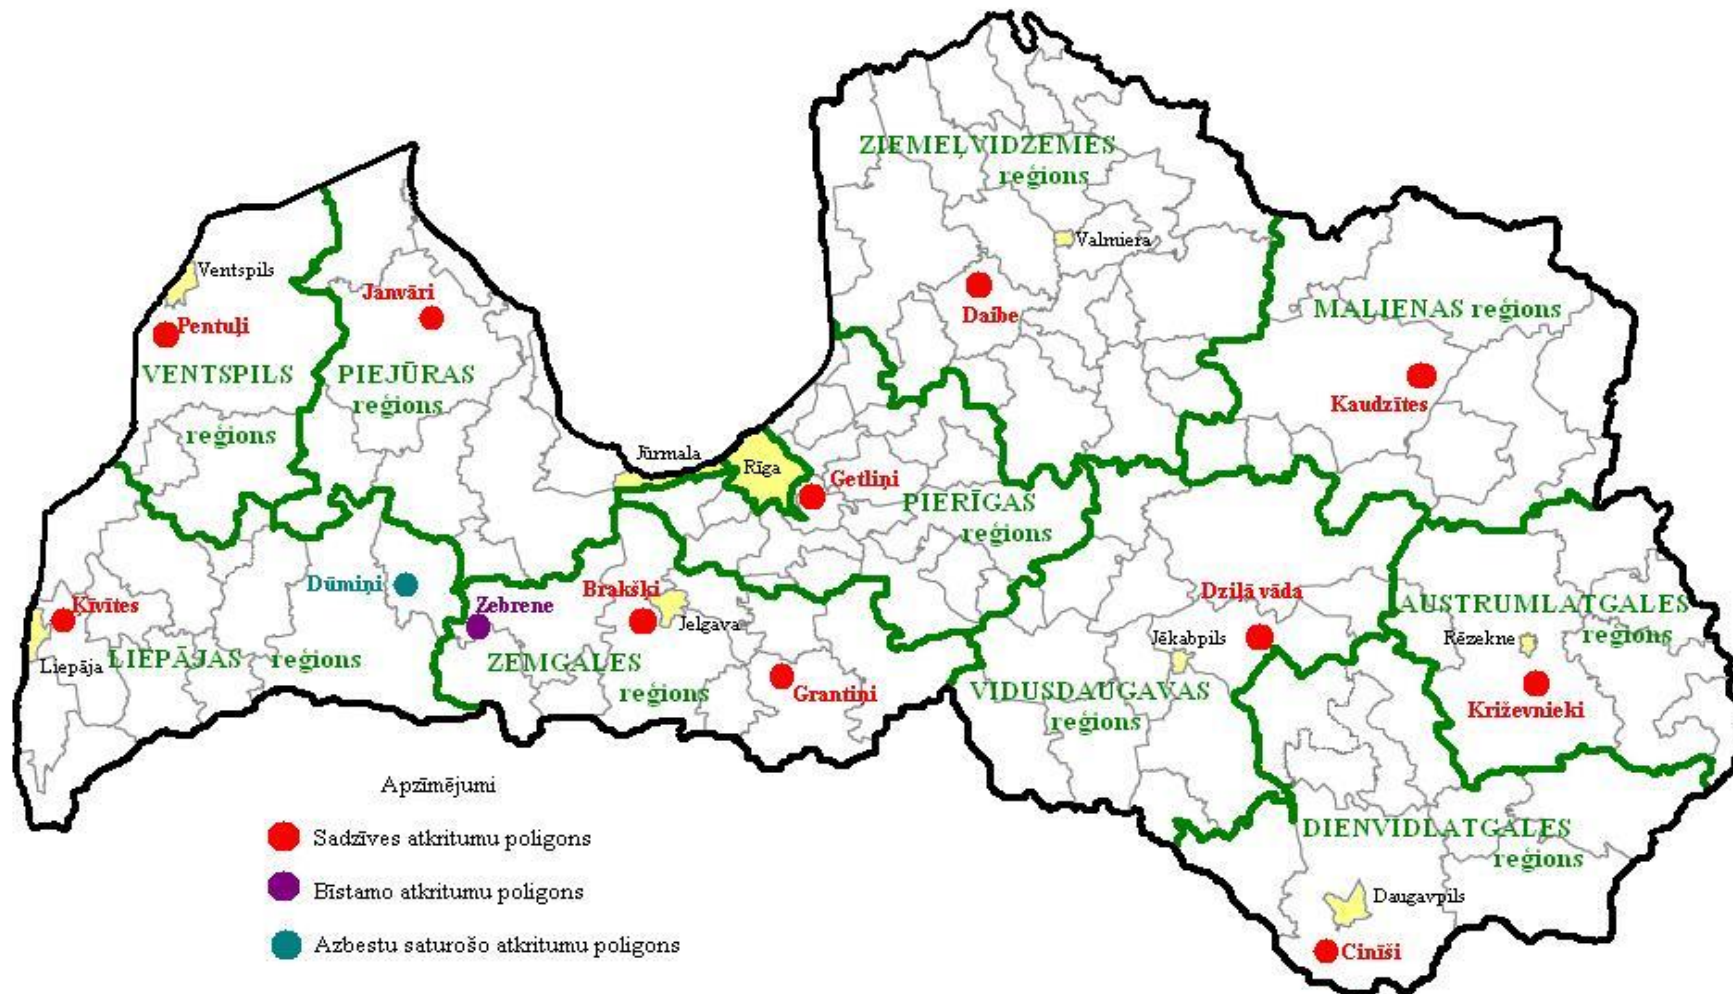 ZIEMEĻVIDZEMES
reģions
Valmiera
Ventspils
Janvāri
Daibe
MALIENAS reģions
Pentuļi
VENTSPILS
reģions
PIEJŪRAS
reģions
Kaudzītes
Jūrmala
Rīga
Getliņi
PIERĪGAS
reģions
Dūmiņi
Zebrene
Brakšķi
Jelgava
Dziļā vāda
AUSTRUMLATGALES
reģions
Ķīvītes
Liepāja
LIEPĀJAS reģions
ZEMGALES
reģions
Grantiņi
Jēkabpils
Rēzekne
VIDUSDAUGAVAS
reģions
Križevnieki
DIENVIDLATGALES
reģions
Daugavpils
Cinīši
Apzīmējumi
Sadzīves atkritumu poligons
Bīstamo atkritumu poligons
Azbestu saturošo atkritumu poligons